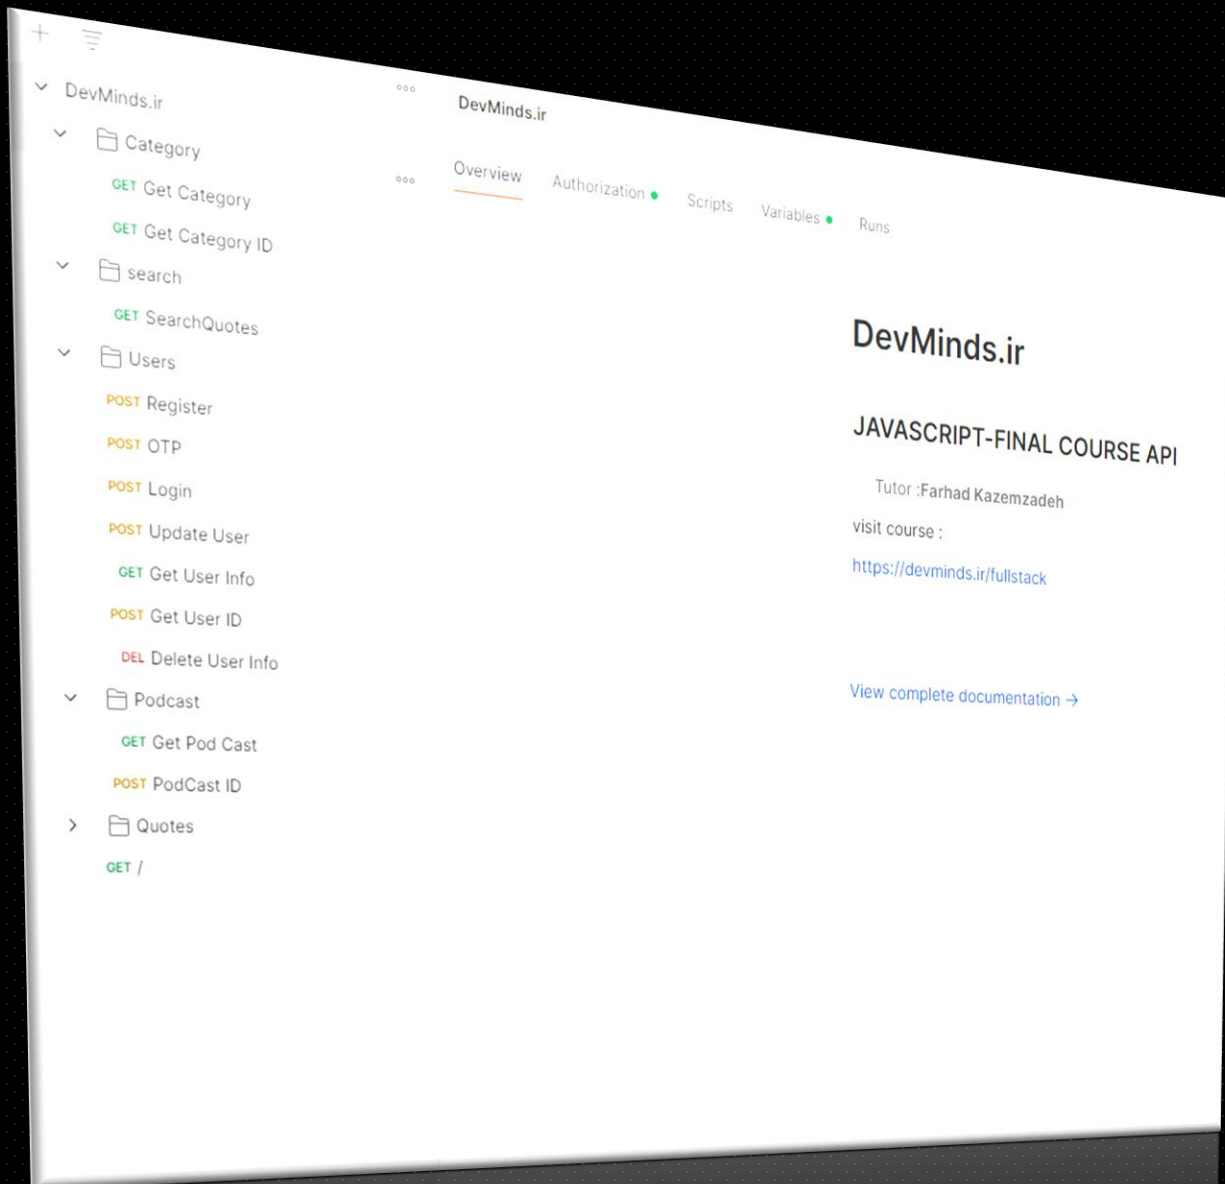 DevMinds.ir
Category
GET Get Category
GET Get Category ID
search
GET SearchQuotes
Users
POST Register
POST OTP
POST Login
POST Update User
GET Get User Info
POST Get User ID
DEL Delete User Info
Podcast
GET Get Pod Cast
POST PodCast ID
Quotes
GET /
DevMinds.ir
Overview Authorization Scripts Variables Runs
DevMinds.ir
JAVASCRIPT-FINAL COURSE API
Tutor :Farhad Kazemzadeh
visit course :
https://devminds.ir/fullstack
View complete documentation →